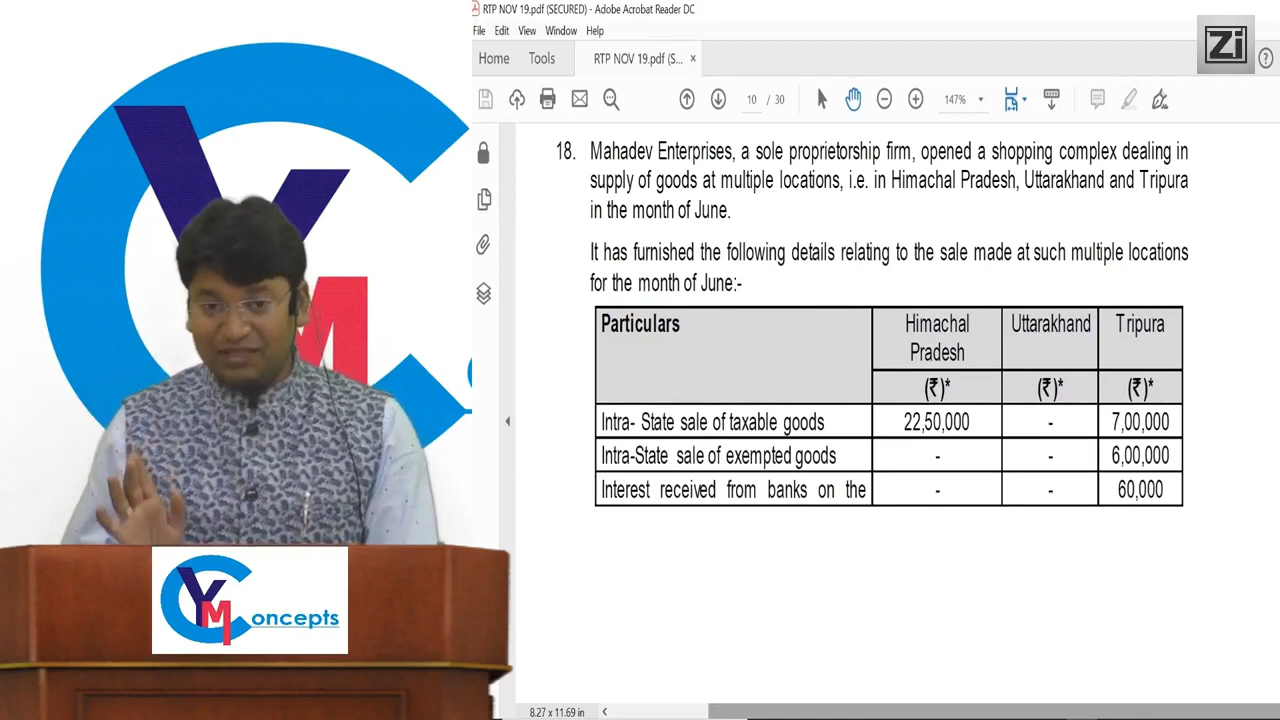 RTP NOV 19.pdf (SECURED) - Adobe Acrobat Reader DC
File Edit View Window Help
Home Tools RTP NOV 19.pdf (S... ×
10 / 30 147%
Zi
18. Mahadev Enterprises, a sole proprietorship firm, opened a shopping complex dealing in
supply of goods at multiple locations, i.e. in Himachal Pradesh, Uttarakhand and Tripura
in the month of June.
It has furnished the following details relating to the sale made at such multiple locations
for the month of June:-
Particulars Himachal Pradesh Uttarakhand Tripura
(₹)* (₹)* (₹)*
Intra- State sale of taxable goods 22,50,000 - 7,00,000
Intra-State sale of exempted goods - - 6,00,000
Interest received from banks on the - - 60,000
8.27 x 11.69 in
YM
YMConcepts